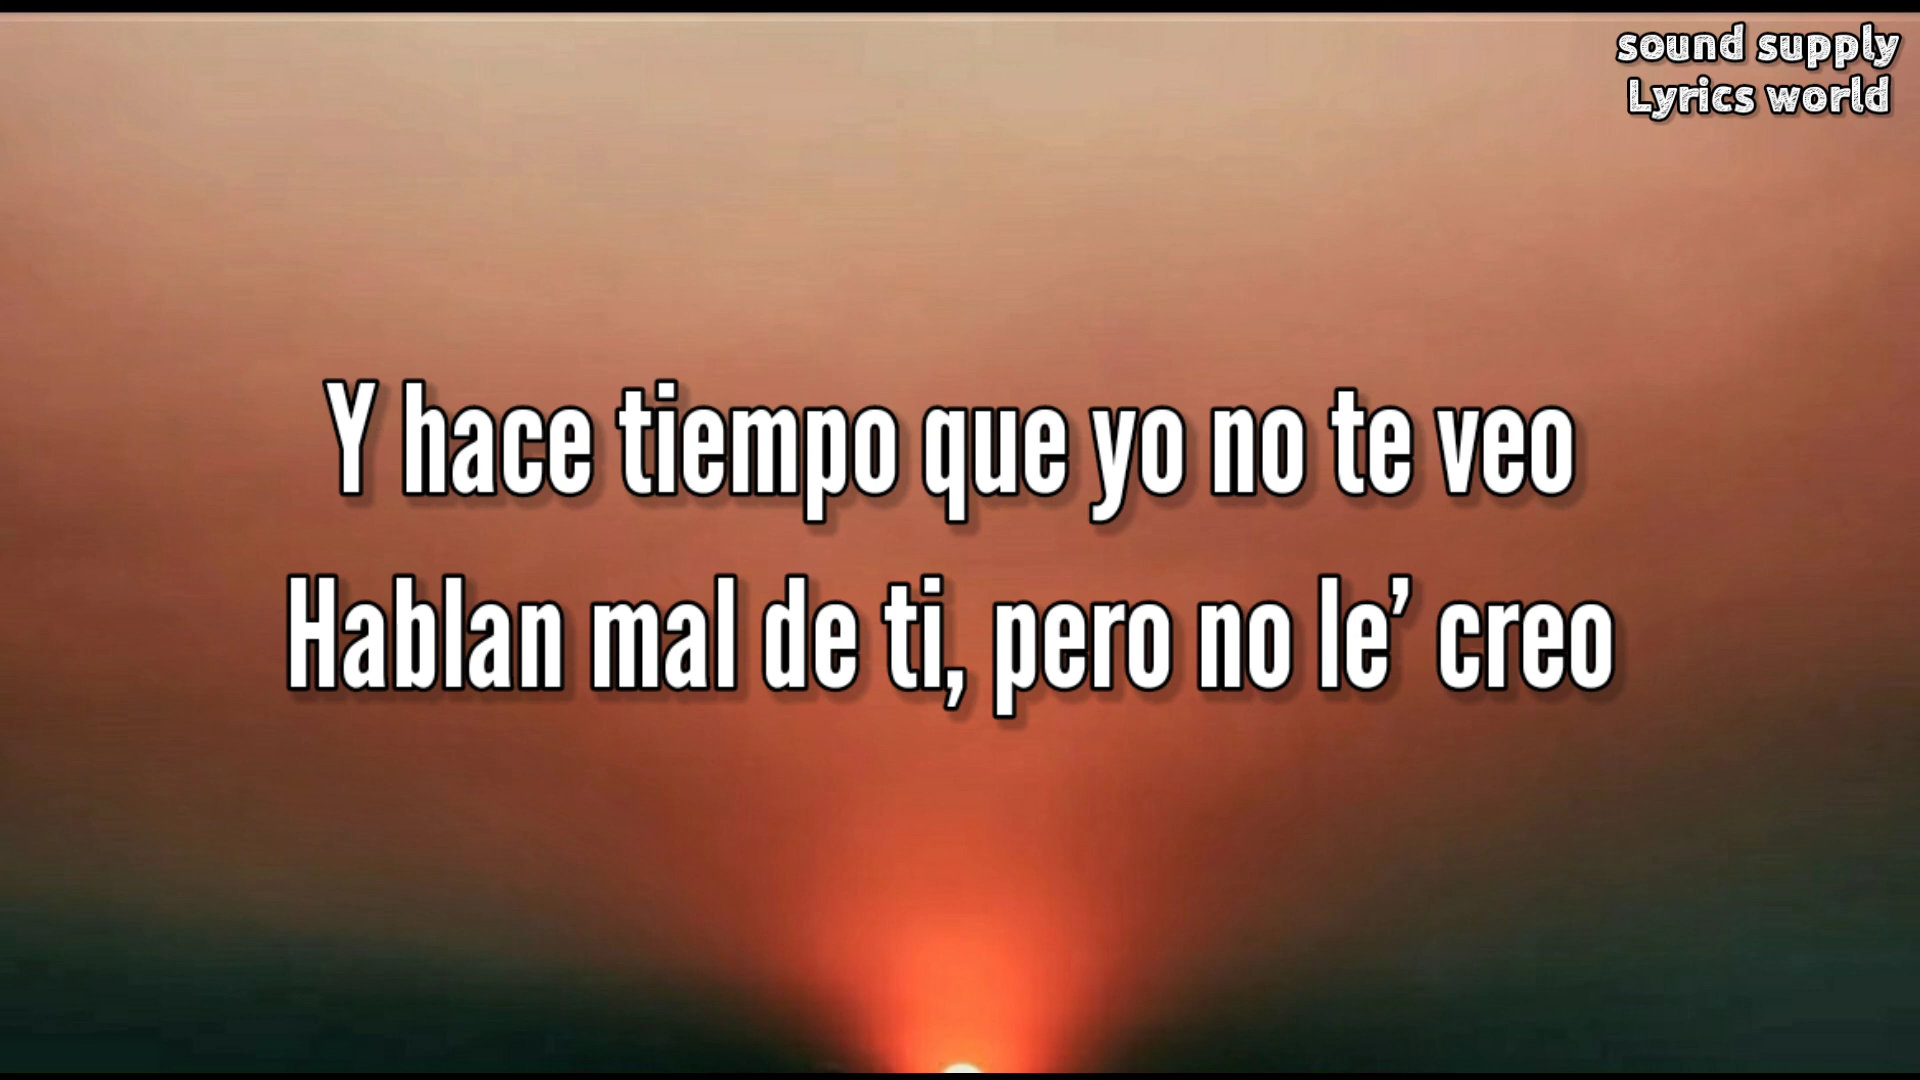 sound supply
Lyrics world
Y hace tiempo que yo no te veo
Hablan mal de ti, pero no le’ creo